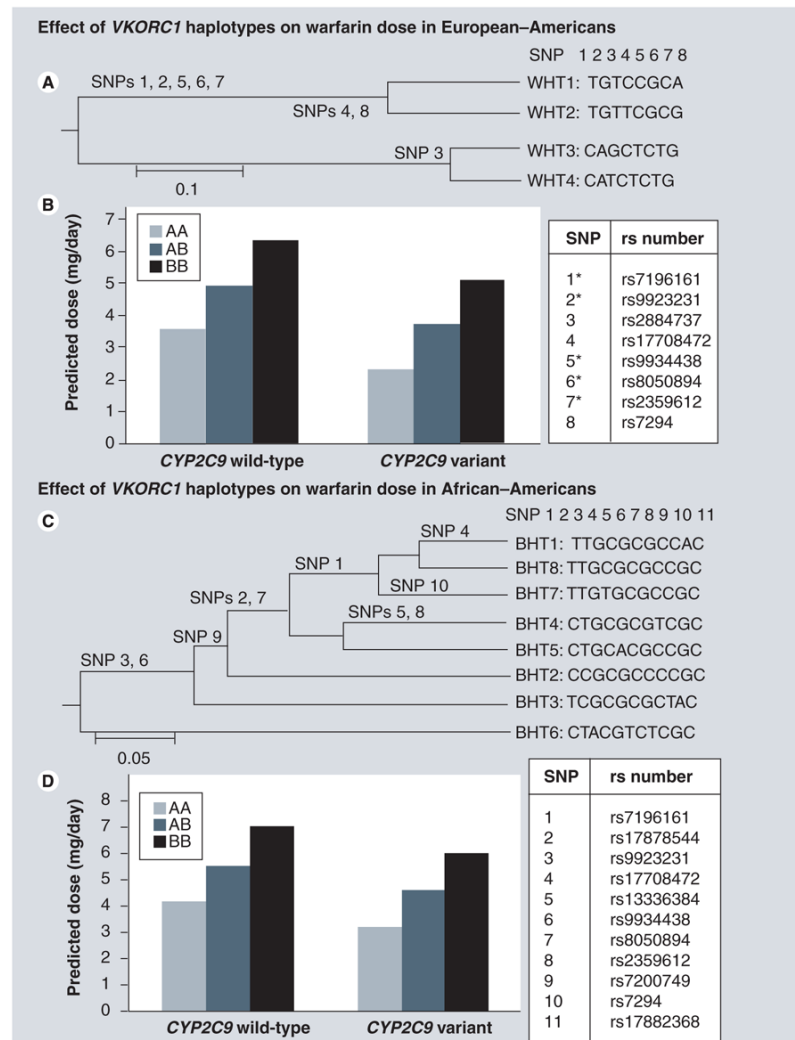 Effect of VKORC1 haplotypes on warfarin dose in European–Americans
SNP 1 2 3 4 5 6 7 8
A
SNPs 1, 2, 5, 6, 7
WHT1: TGTCCGCA
SNPs 4, 8
WHT2: TGTTCGCG
SNP 3
WHT3: CAGCTCTG
WHT4: CATCTCTG
0.1
B
Predicted dose (mg/day)
7
6
5
4
3
2
1
0
AA
AB
BB
CYP2C9 wild-type
CYP2C9 variant
SNP rs number
1* rs7196161
2* rs9923231
3 rs2884737
4 rs17708472
5* rs9934438
6* rs8050894
7* rs2359612
8 rs7294
Effect of VKORC1 haplotypes on warfarin dose in African–Americans
SNP 1 2 3 4 5 6 7 8 9 10 11
C
SNP 4
BHT1: TTGCGCGCCAC
SNP 1
BHT8: TTGCGCGCCGC
SNP 10
BHT7: TTGTGCGCCGC
SNPs 2, 7
SNPs 5, 8
BHT4: CTGCGCGTCGC
SNP 9
BHT5: CTGCACGCCGC
SNP 3, 6
BHT2: CCGCGCCCCGC
BHT3: TCGCGCGCTAC
BHT6: CTACGTCTCGC
0.05
D
Predicted dose (mg/day)
8
7
6
5
4
3
2
1
0
AA
AB
BB
CYP2C9 wild-type
CYP2C9 variant
SNP rs number
1 rs7196161
2 rs17878544
3 rs9923231
4 rs17708472
5 rs13336384
6 rs9934438
7 rs8050894
8 rs2359612
9 rs7200749
10 rs7294
11 rs17882368